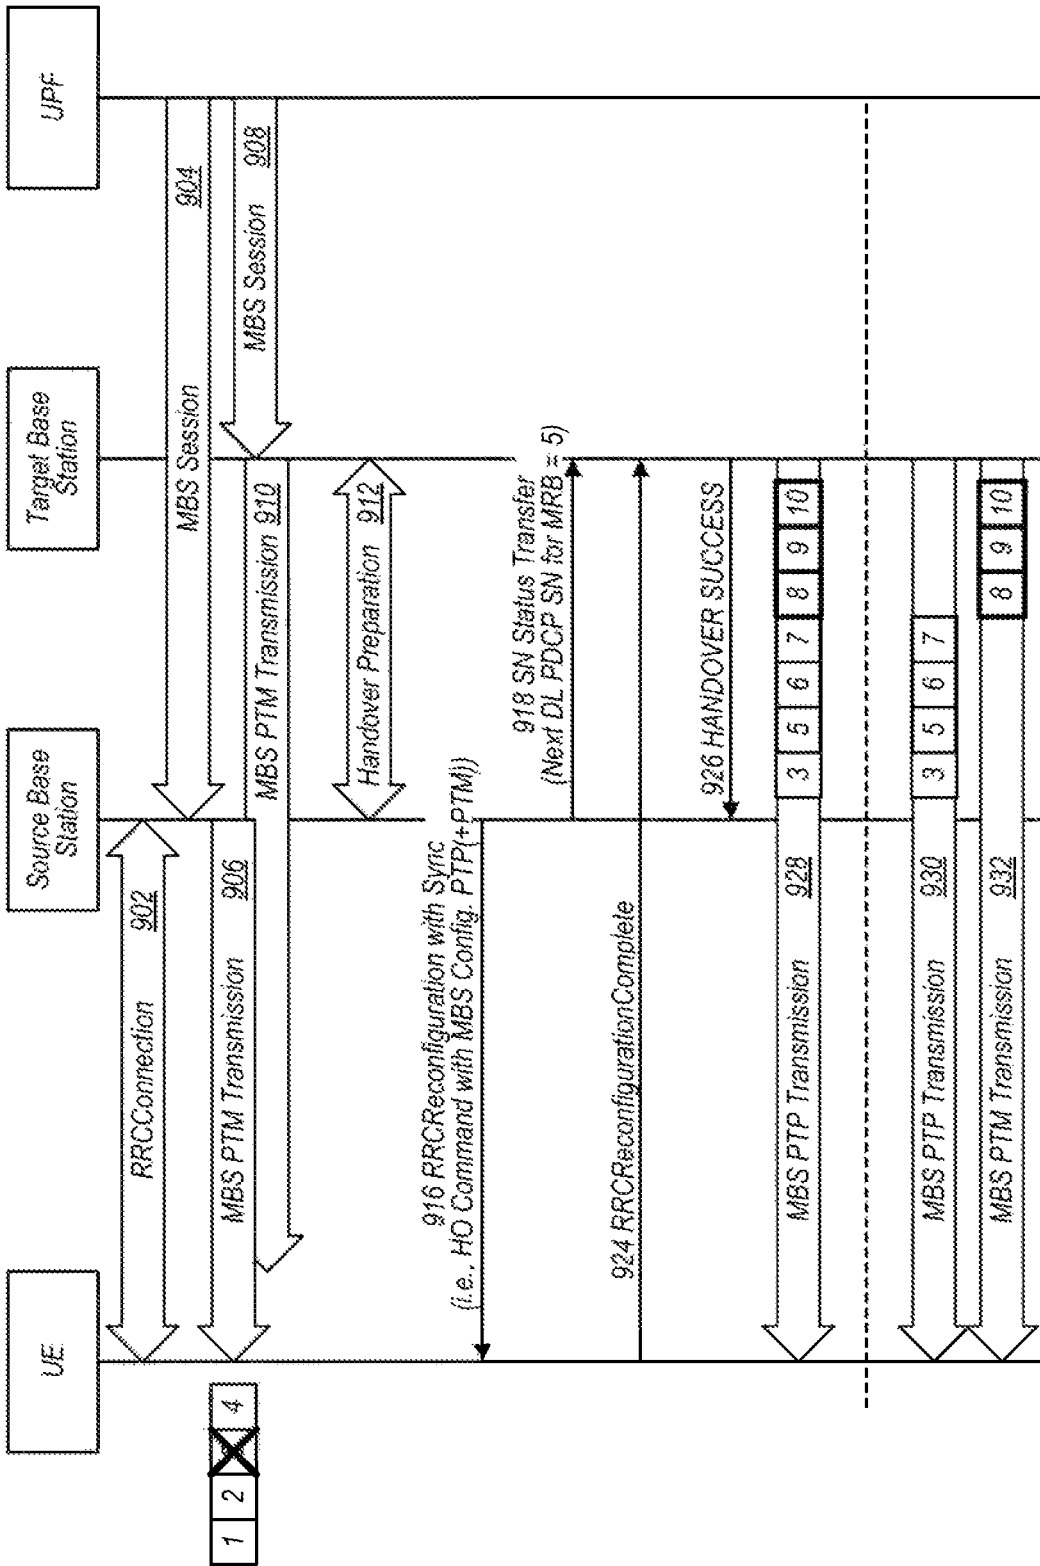 UE
Source Base
Station
Target Base
Station
UPF
RRCConnection 902
MBS Session 904
1 2 4
MBS PTM Transmission 906
MBS Session 908
MBS PTM Transmission 910
Handover Preparation 912
916 RRCReconfiguration with Sync
(i.e., HO Command with MBS Config. PTP(+PTM))
918 SN Status Transfer
(Next DL PDCP SN for MRB = 5)
924 RRCReconfigurationComplete
926 HANDOVER SUCCESS
MBS PTP Transmission 928 3 5 6 7 8 9 10
MBS PTP Transmission 930 3 5 6 7
MBS PTM Transmission 932 8 9 10